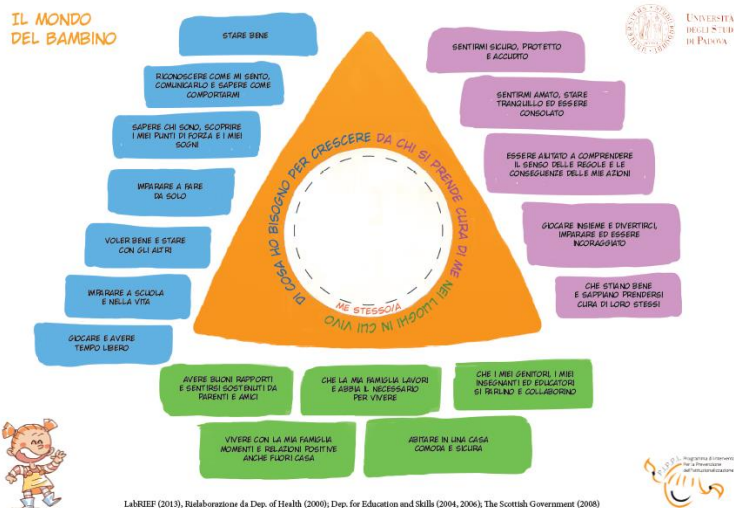 IL MONDO
DEL BAMBINO
UNIVERSITÀ
DEGLI STUDI
DI PADOVA
STARE BENE
RICONOSCERE COME MI SENTO,
COMUNICARLO E SAPERE COME
COMPORTARMI
SAPERE CHI SONO, SCOPRIRE
I MIEI PUNTI DI FORZA E I MIEI
SOGNI
IMPARARE A FARE
DA SOLO
VOLER BENE E STARE
CON GLI ALTRI
IMPARARE A SCUOLA
E NELLA VITA
GIOCARE E AVERE
TEMPO LIBERO
DI COSA HO BISOGNO PER CRESCERE
DA CHI SI PRENDE CURA DI ME
NEI LUOGHI IN CUI VIVO
ME STESSO/A
SENTIRMI SICURO, PROTETTO
E ACCUDITO
SENTIRMI AMATO, STARE
TRANQUILLO ED ESSERE
CONSOLATO
ESSERE AIUTATO A COMPRENDERE
IL SENSO DELLE REGOLE E LE
CONSEGUENZE DELLE MIE AZIONI
GIOCARE INSIEME E DIVERTIRCI,
IMPARARE ED ESSERE
INCORAGGIATO
CHE STIANO BENE
E SAPPIANO PRENDERSI
CURA DI LORO STESSI
AVERE BUONI RAPPORTI
E SENTIRSI SOSTENUTI DA
PARENTI E AMICI
CHE LA MIA FAMIGLIA LAVORI
E ABBIA IL NECESSARIO
PER VIVERE
CHE I MIEI GENITORI, I MIEI
INSEGNANTI ED EDUCATORI
SI PARLINO E COLLABORINO
VIVERE CON LA MIA FAMIGLIA
MOMENTI E RELAZIONI POSITIVE
ANCHE FUORI CASA
ABITARE IN UNA CASA
COMODA E SICURA
P.I.P.P.I.
Programma di Intervento
Per la Prevenzione
dell'Istituzionalizzazione
LabRIEF (2013), Rielaborazione da Dep. of Health (2000); Dep. for Education and Skills (2004, 2006); The Scottish Government (2008)